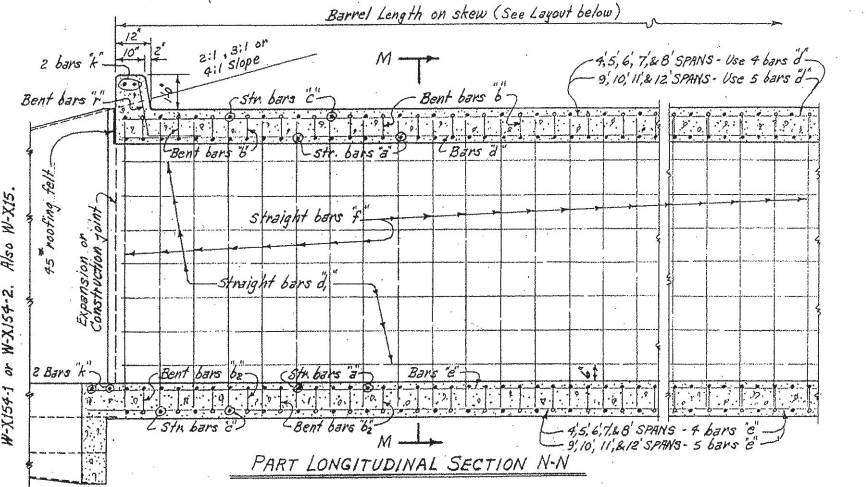 Barrel Length on skew (See Layout below)
12"
10"
2"
2:1, 3:1 or
4:1 Slope
2 bars "k"
M
4', 5', 6', 7', & 8' SPANS - Use 4 bars "d"
9', 10', 11', & 12' SPANS - Use 5 bars "d"
Bent bars "r"
Str. bars "c"
Bent bars "b"
Bent bars "b"
Str. bars "a"
Bars "d"
45# roofing felt
Expansion or
Construction joint
W-X154-1 or W-X154-2. Also W-X15.
straight bars "f"
Straight bars "d,"
2 Bars "k"
Bent bars "b2"
Str. bars "a"
Bars "e"
6"
Str. bars "c"
Bent bars "b2"
4', 5', 6', 7', & 8' SPANS - 4 bars "e"
9', 10', 11', & 12' SPANS - 5 bars "e"
M
PART LONGITUDINAL SECTION N-N